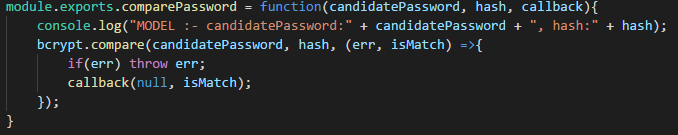 module.exports.comparePassword = function(candidatePassword, hash, callback){
    console.log("MODEL :- candidatePassword:" + candidatePassword + ", hash:" + hash);
    bcrypt.compare(candidatePassword, hash, (err, isMatch) =>{
        if(err) throw err;
        callback(null, isMatch);
    });
}